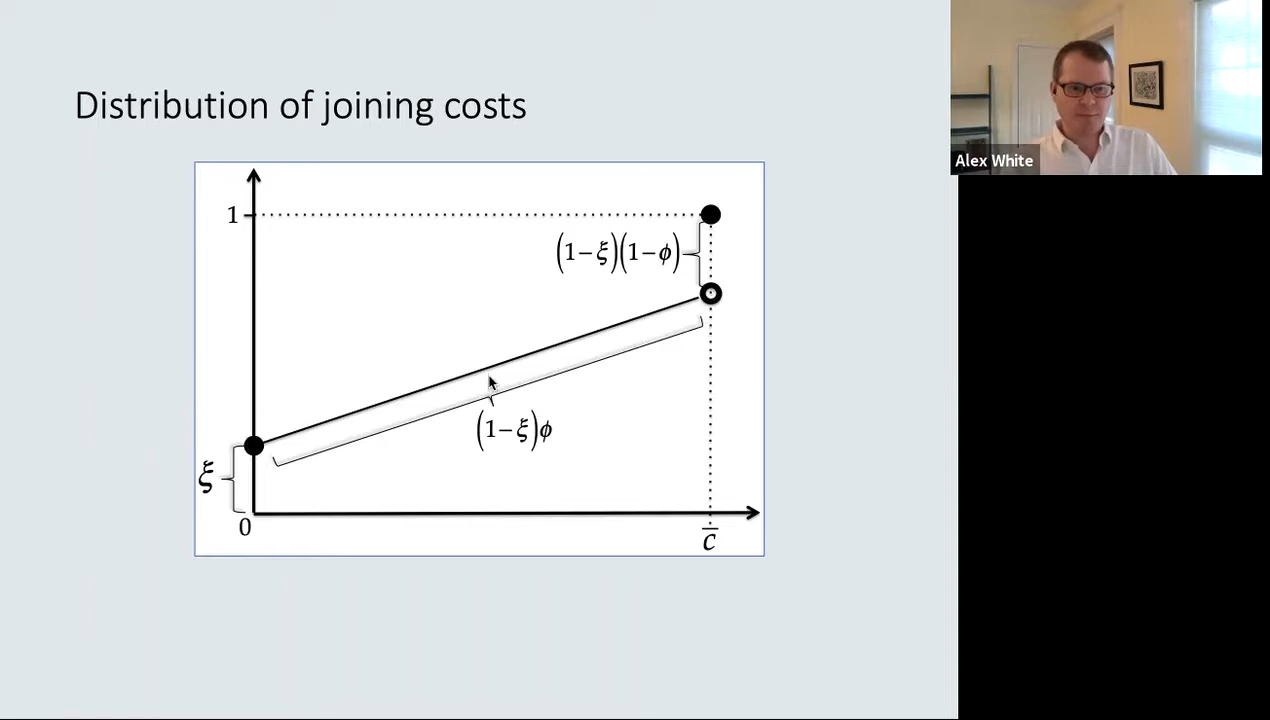 Distribution of joining costs
Alex White
1
(1−ξ)(1−ϕ)
(1−ξ)ϕ
ξ
0
c̅